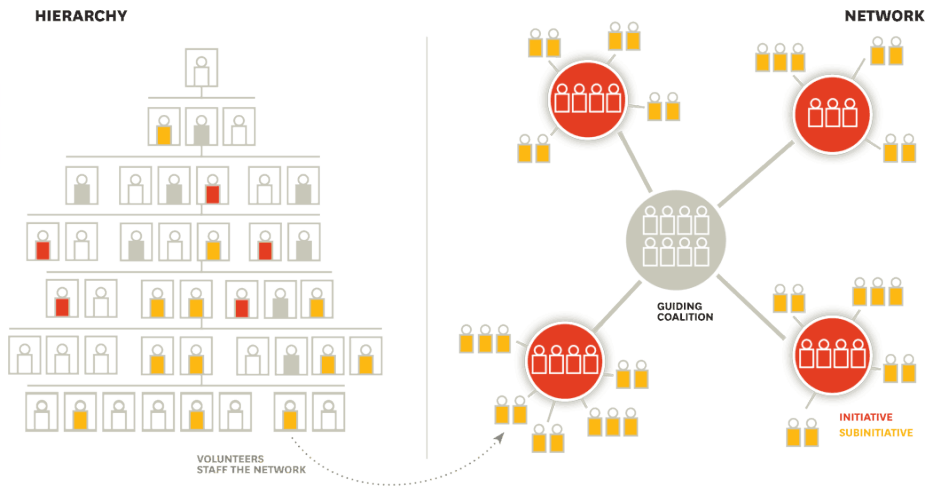 HIERARCHY
NETWORK
GUIDING
COALITION
INITIATIVE
SUBINITIATIVE
VOLUNTEERS
STAFF THE NETWORK